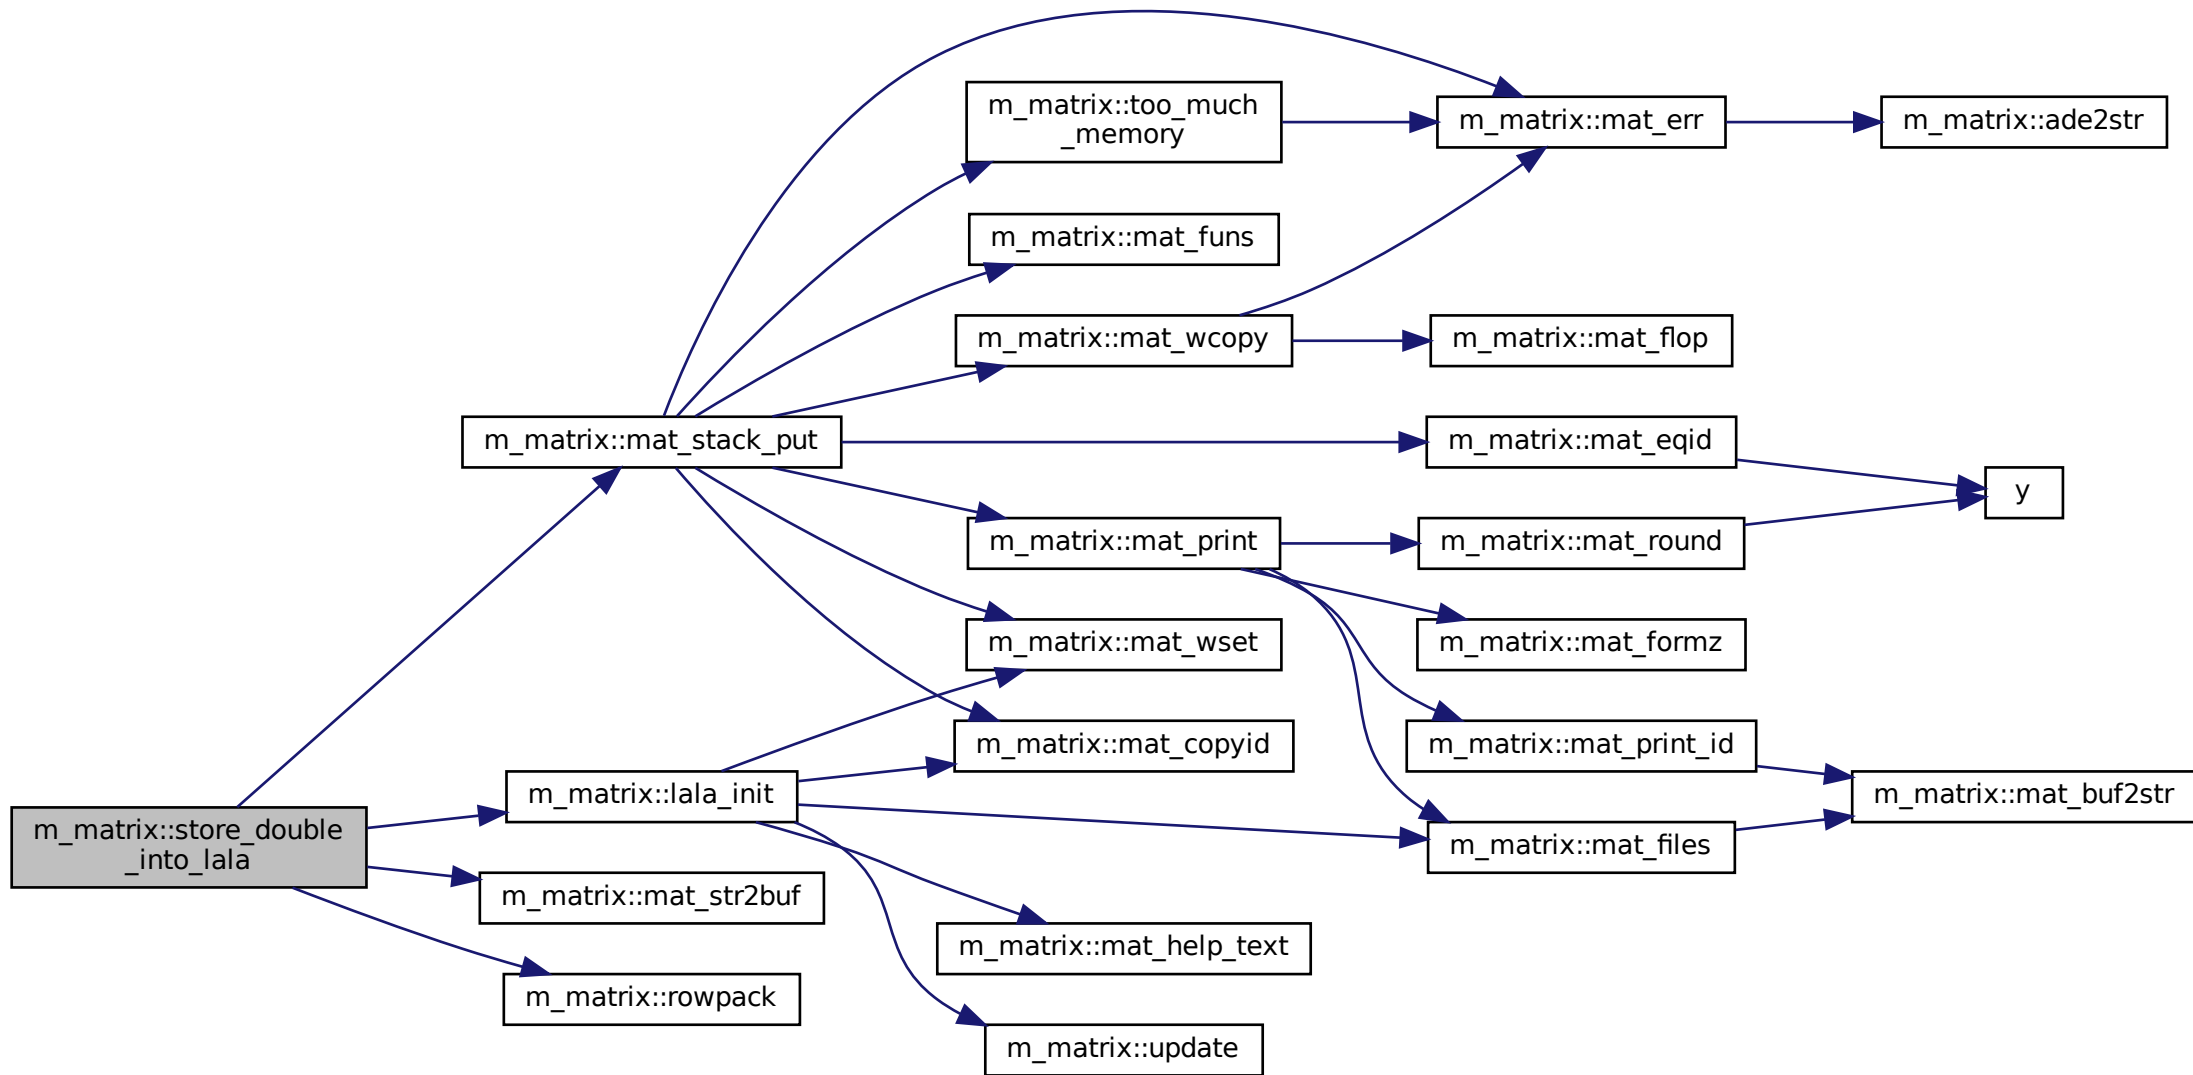 m_matrix::store_double
_into_lala
m_matrix::mat_stack_put
m_matrix::lala_init
m_matrix::mat_str2buf
m_matrix::rowpack
m_matrix::too_much
_memory
m_matrix::mat_funs
m_matrix::mat_wcopy
m_matrix::mat_print
m_matrix::mat_wset
m_matrix::mat_copyid
m_matrix::mat_help_text
m_matrix::update
m_matrix::mat_err
m_matrix::mat_flop
m_matrix::mat_eqid
m_matrix::mat_round
m_matrix::mat_formz
m_matrix::mat_print_id
m_matrix::mat_files
m_matrix::ade2str
y
m_matrix::mat_buf2str